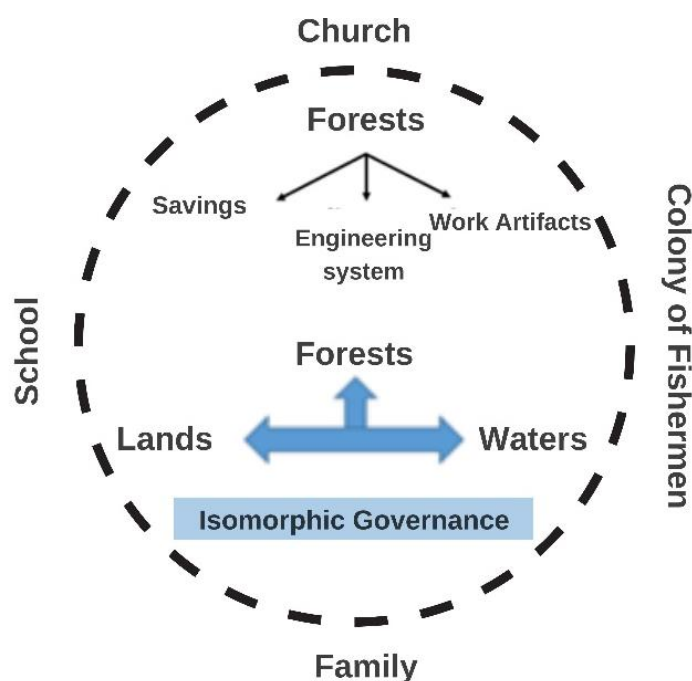 Church
Forests
Savings
Work Artifacts
Engineering
system
School
Colony of Fishermen
Forests
Lands
Waters
Isomorphic Governance
Family